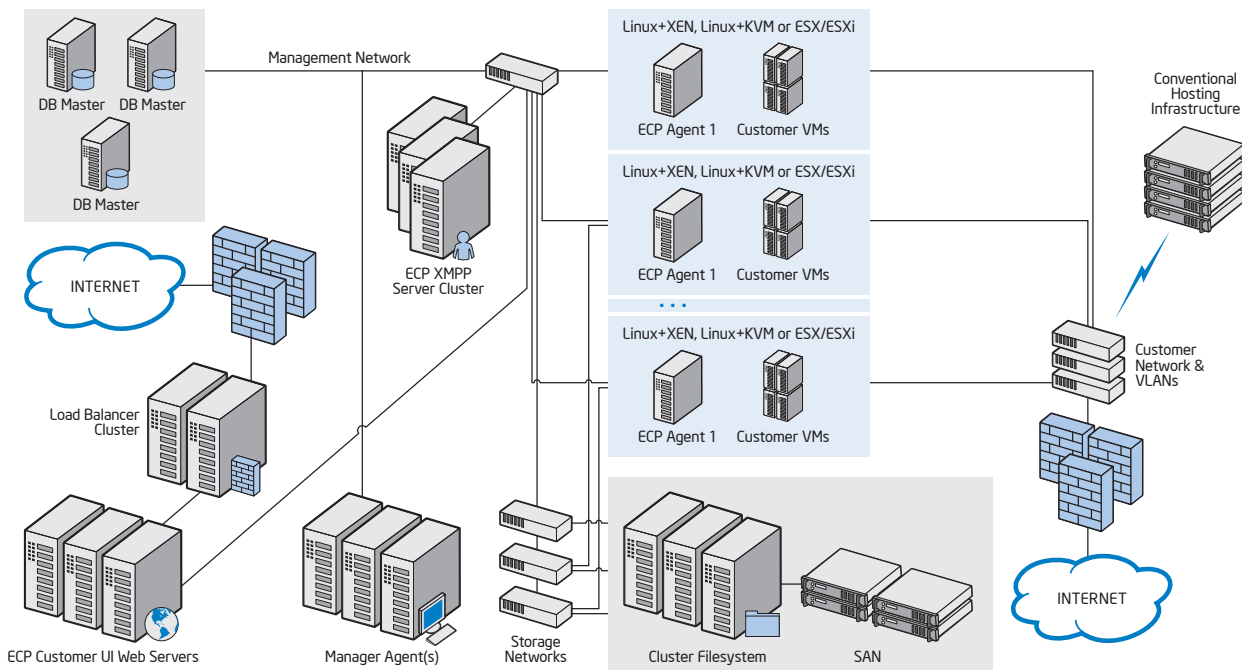 Linux+XEN, Linux+KVM or ESX/ESXi
Management Network
DB Master
DB Master
DB Master
ECP Agent 1
Customer VMs
Conventional
Hosting
Infrastructure
Linux+XEN, Linux+KVM or ESX/ESXi
ECP Agent 1
Customer VMs
ECP XMPP
Server Cluster
INTERNET
...
Linux+XEN, Linux+KVM or ESX/ESXi
ECP Agent 1
Customer VMs
Customer
Network &
VLANs
Load Balancer
Cluster
INTERNET
ECP Customer UI Web Servers
Manager Agent(s)
Storage
Networks
Cluster Filesystem
SAN